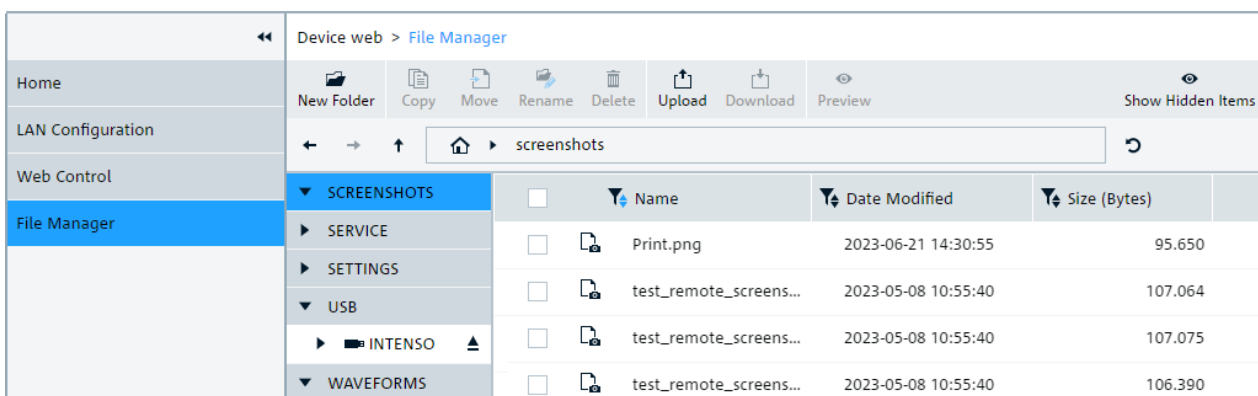 Device web > File Manager
Home
LAN Configuration
Web Control
File Manager
New Folder Copy Move Rename Delete Upload Download Preview Show Hidden Items
screenshots
SCREENSHOTS
SERVICE
SETTINGS
USB
INTENSO
WAVEFORMS
Name Date Modified Size (Bytes)
Print.png 2023-06-21 14:30:55 95.650
test_remote_screens... 2023-05-08 10:55:40 107.064
test_remote_screens... 2023-05-08 10:55:40 107.075
test_remote_screens... 2023-05-08 10:55:40 106.390